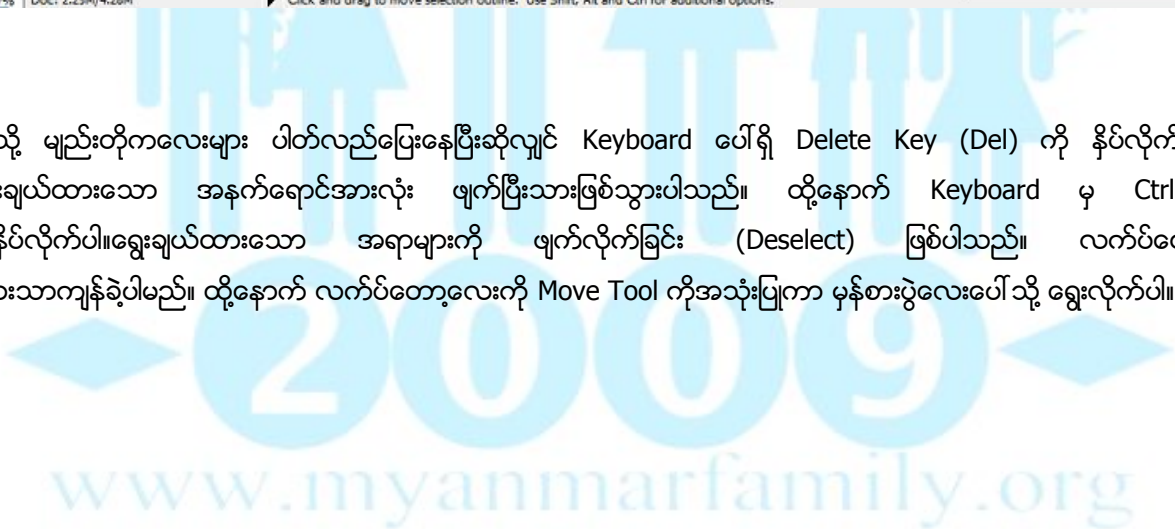 Doc: 2.25M/4.28M Click and drag to move selection outline. Use Shift, Alt and Ctrl for additional options.
သို့ မျည်းတိုကလေးများ ပါတ်လည်ပြေးနေပြီးဆိုလျှင် Keyboard ပေါ်ရှိ Delete Key (Del) ကို နှိပ်လိုက်
ချယ်ထားသော အနက်ရောင်အားလုံး ဖျက်ပြီးသားဖြစ်သွားပါသည်။ ထို့နောက် Keyboard မှ Ctrl
နှိပ်လိုက်ပါ။ရွေးချယ်ထားသော အရာများကို ဖျက်လိုက်ခြင်း (Deselect) ဖြစ်ပါသည်။ လက်ပ်တေ
းသာကျန်ခဲ့ပါမည်။ ထို့နောက် လက်ပ်တော့လေးကို Move Tool ကိုအသုံးပြုကာ မှန်စားပွဲလေးပေါ်သို့ ရွေးလိုက်ပါ။
2009
www.myanmarfamily.org